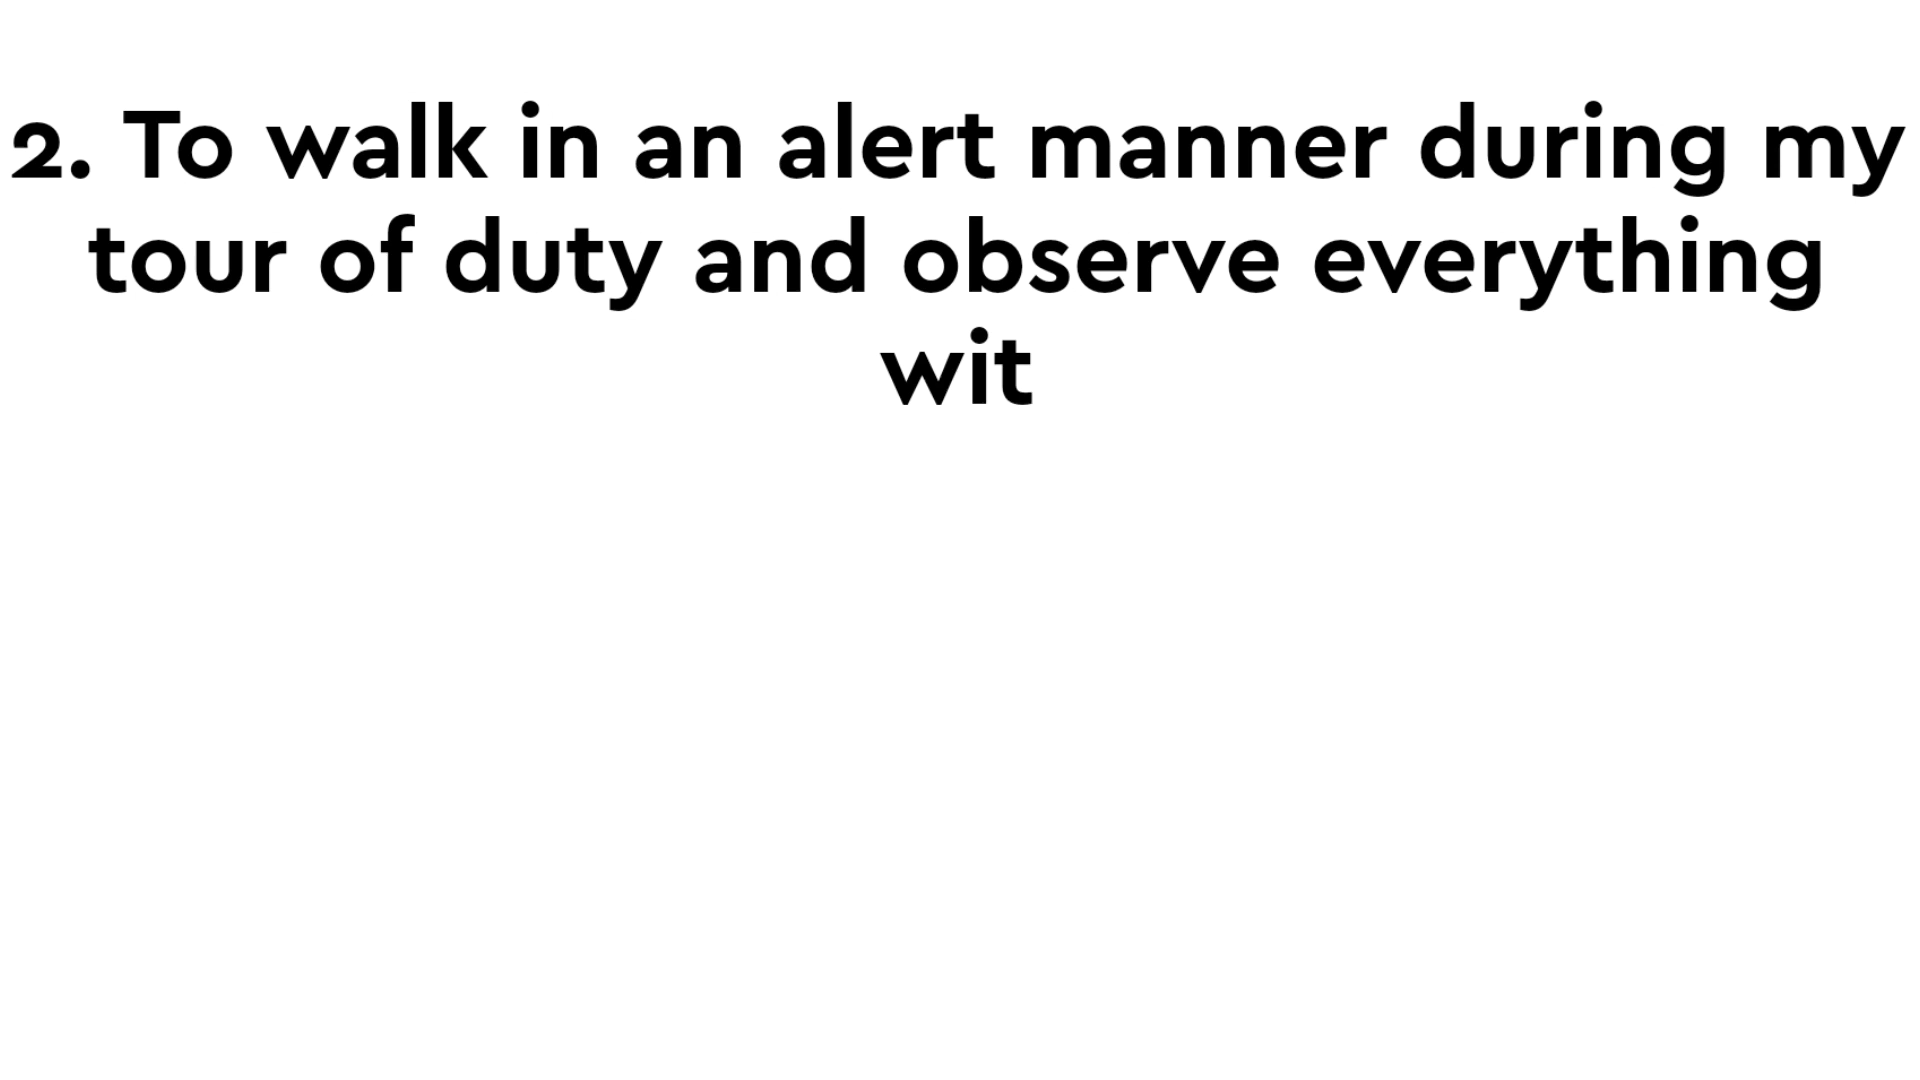 2. To walk in an alert manner during my
tour of duty and observe everything
wit